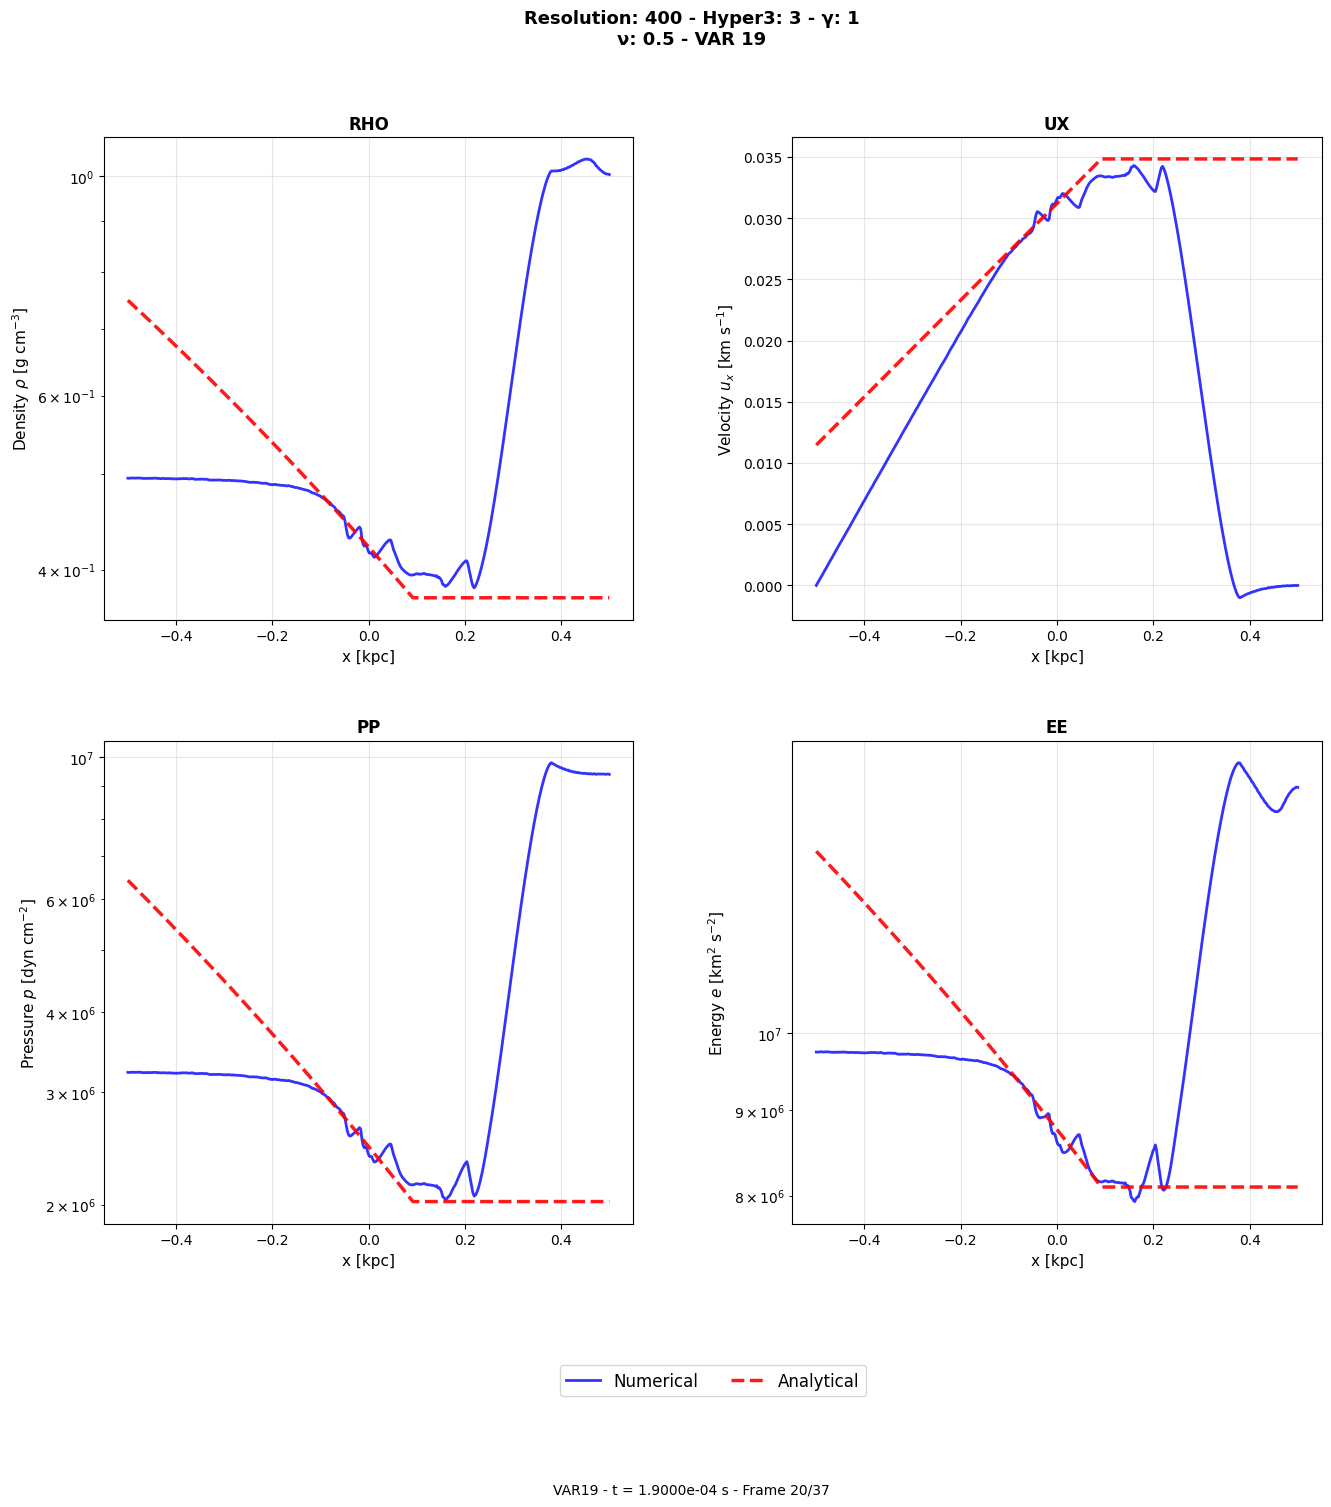 Resolution: 400 - Hyper3: 3 - γ: 1
ν: 0.5 - VAR 19
RHO
Density ρ [g cm⁻³]
10⁰
6 × 10⁻¹
4 × 10⁻¹
−0.4 −0.2 0.0 0.2 0.4
x [kpc]
UX
Velocity uₓ [km s⁻¹]
0.035
0.030
0.025
0.020
0.015
0.010
0.005
0.000
−0.4 −0.2 0.0 0.2 0.4
x [kpc]
PP
Pressure p [dyn cm⁻²]
10⁷
6 × 10⁶
4 × 10⁶
3 × 10⁶
2 × 10⁶
−0.4 −0.2 0.0 0.2 0.4
x [kpc]
EE
Energy e [km² s⁻²]
10⁷
9 × 10⁶
8 × 10⁶
−0.4 −0.2 0.0 0.2 0.4
x [kpc]
Numerical Analytical
VAR19 - t = 1.9000e-04 s - Frame 20/37